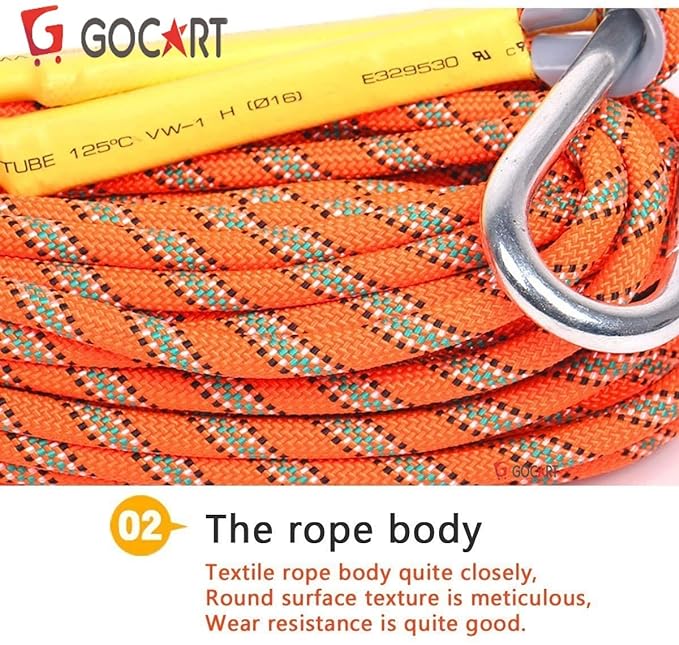 GOCART
E329530
TUBE 125ºC VW-1 H (Ø16)
GOCART
02
The rope body
Textile rope body quite closely,
Round surface texture is meticulous,
Wear resistance is quite good.